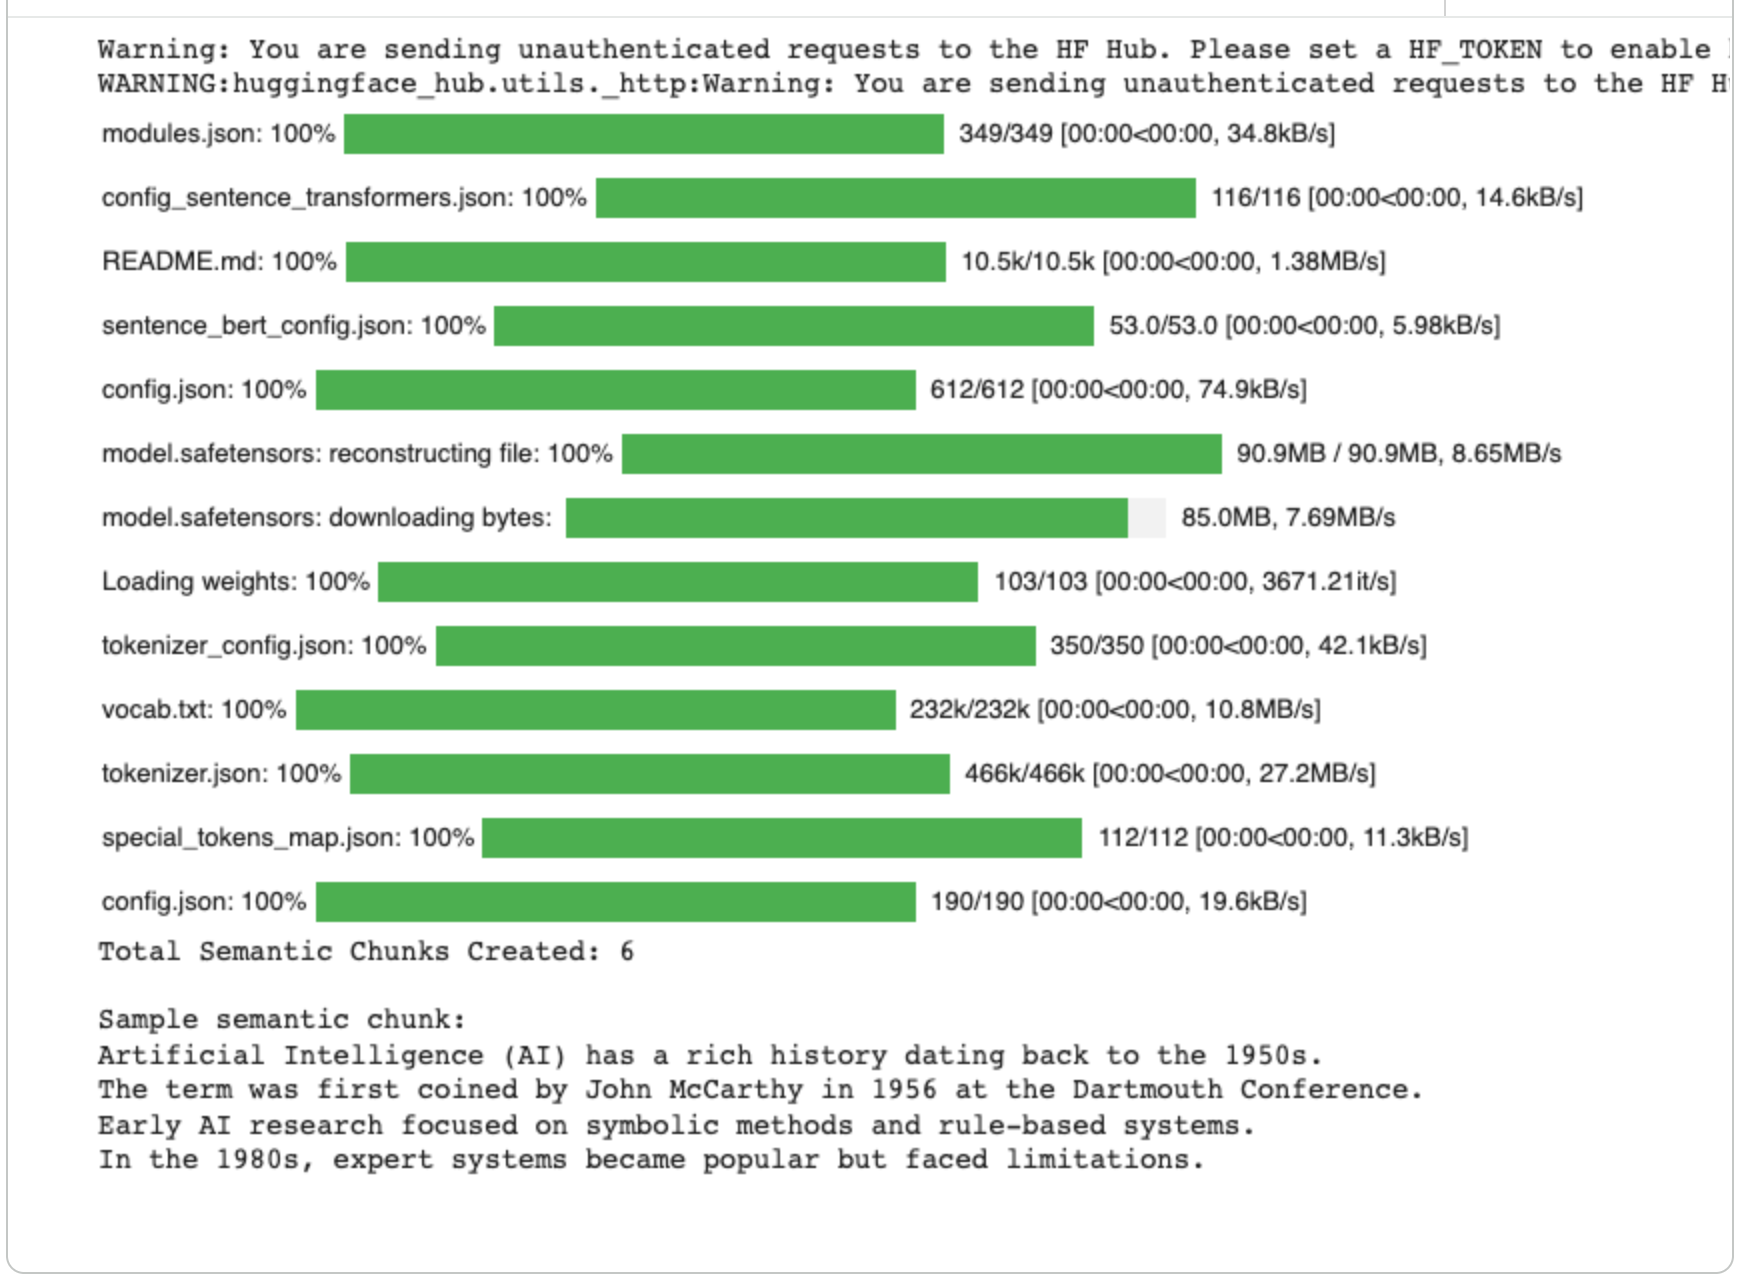 Warning: You are sending unauthenticated requests to the HF Hub. Please set a HF_TOKEN to enable
WARNING:huggingface_hub.utils._http:Warning: You are sending unauthenticated requests to the HF
modules.json: 100% 349/349 [00:00<00:00, 34.8kB/s]
config_sentence_transformers.json: 100% 116/116 [00:00<00:00, 14.6kB/s]
README.md: 100% 10.5k/10.5k [00:00<00:00, 1.38MB/s]
sentence_bert_config.json: 100% 53.0/53.0 [00:00<00:00, 5.98kB/s]
config.json: 100% 612/612 [00:00<00:00, 74.9kB/s]
model.safetensors: reconstructing file: 100% 90.9MB / 90.9MB, 8.65MB/s
model.safetensors: downloading bytes: 85.0MB, 7.69MB/s
Loading weights: 100% 103/103 [00:00<00:00, 3671.21it/s]
tokenizer_config.json: 100% 350/350 [00:00<00:00, 42.1kB/s]
vocab.txt: 100% 232k/232k [00:00<00:00, 10.8MB/s]
tokenizer.json: 100% 466k/466k [00:00<00:00, 27.2MB/s]
special_tokens_map.json: 100% 112/112 [00:00<00:00, 11.3kB/s]
config.json: 100% 190/190 [00:00<00:00, 19.6kB/s]
Total Semantic Chunks Created: 6
Sample semantic chunk:
Artificial Intelligence (AI) has a rich history dating back to the 1950s.
The term was first coined by John McCarthy in 1956 at the Dartmouth Conference.
Early AI research focused on symbolic methods and rule-based systems.
In the 1980s, expert systems became popular but faced limitations.